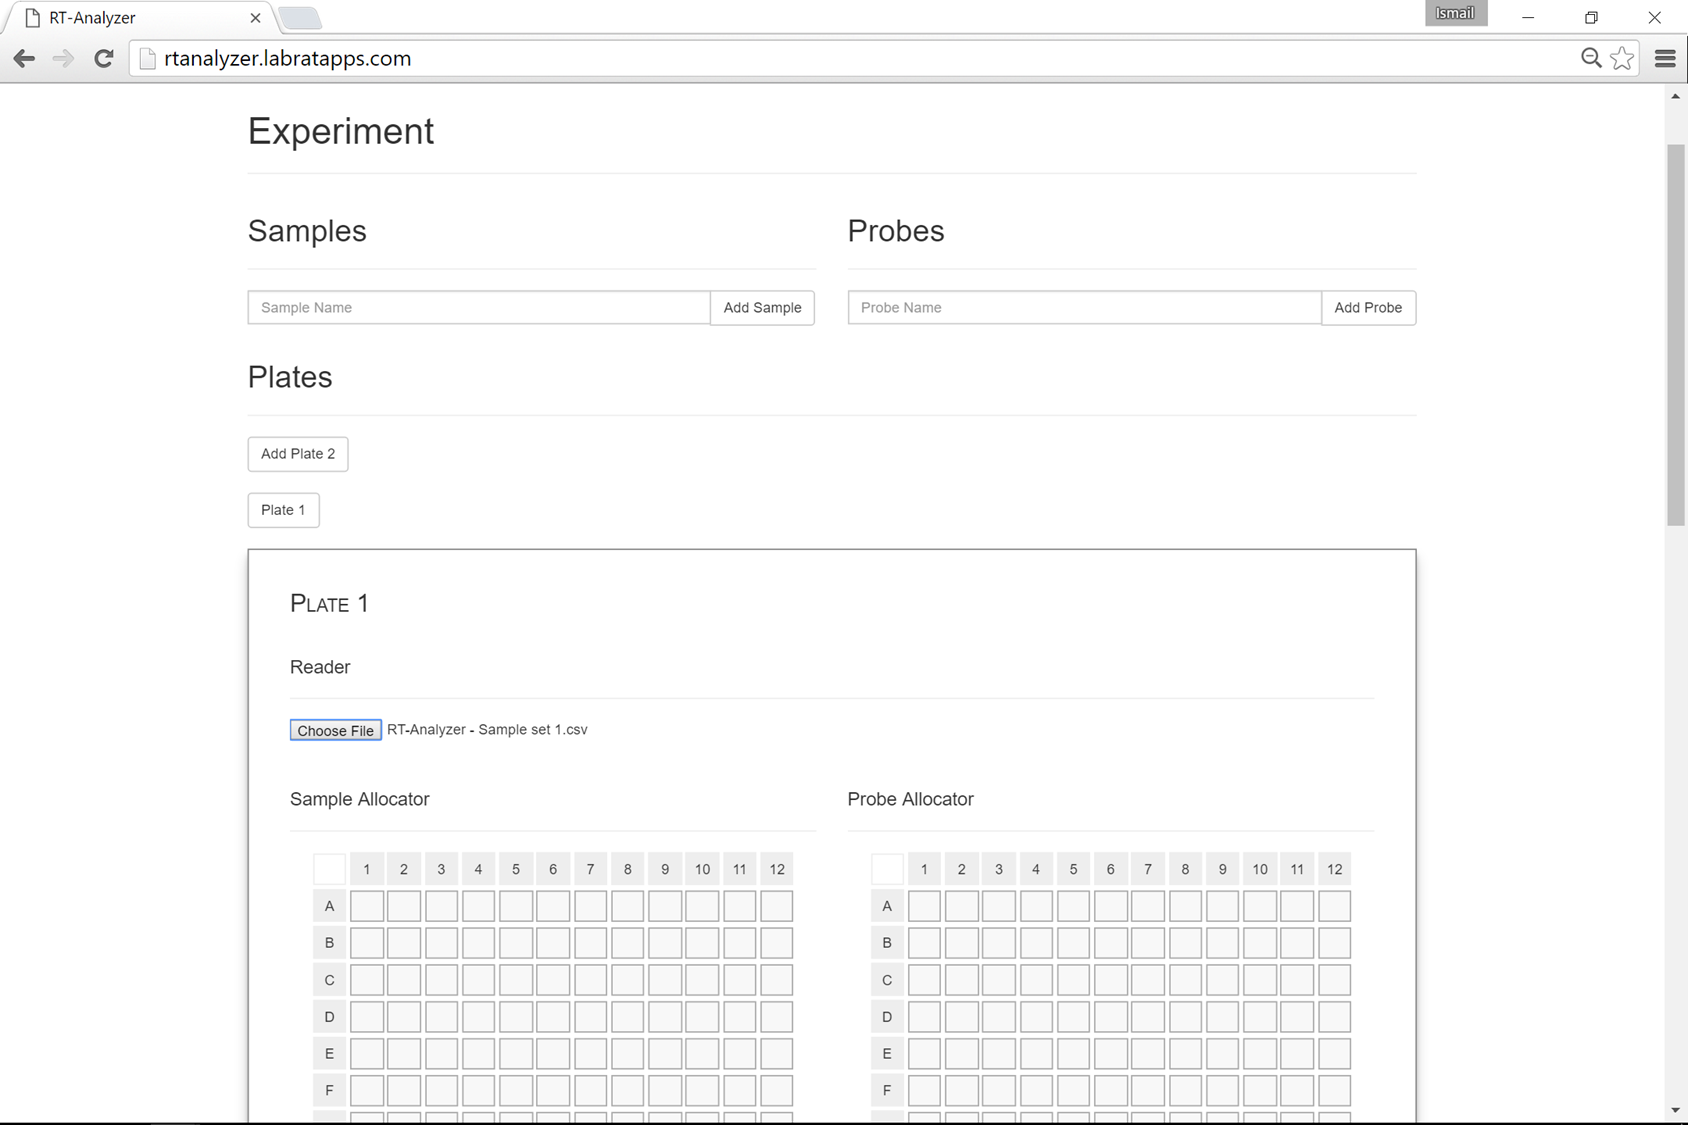 RT-Analyzer
Ismail
rtanalyzer.labratapps.com
Experiment
Samples
Probes
Sample Name
Add Sample
Probe Name
Add Probe
Plates
Add Plate 2
Plate 1
PLATE 1
Reader
Choose File RT-Analyzer - Sample set 1.csv
Sample Allocator
Probe Allocator
1 2 3 4 5 6 7 8 9 10 11 12
1 2 3 4 5 6 7 8 9 10 11 12
A
A
B
B
C
C
D
D
E
E
F
F